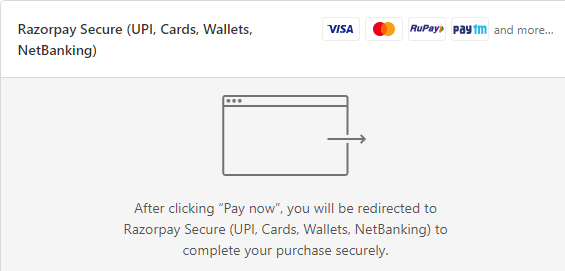 Razorpay Secure (UPI, Cards, Wallets,
NetBanking)
VISA RuPay Paytm and more...
After clicking “Pay now”, you will be redirected to
Razorpay Secure (UPI, Cards, Wallets, NetBanking) to
complete your purchase securely.